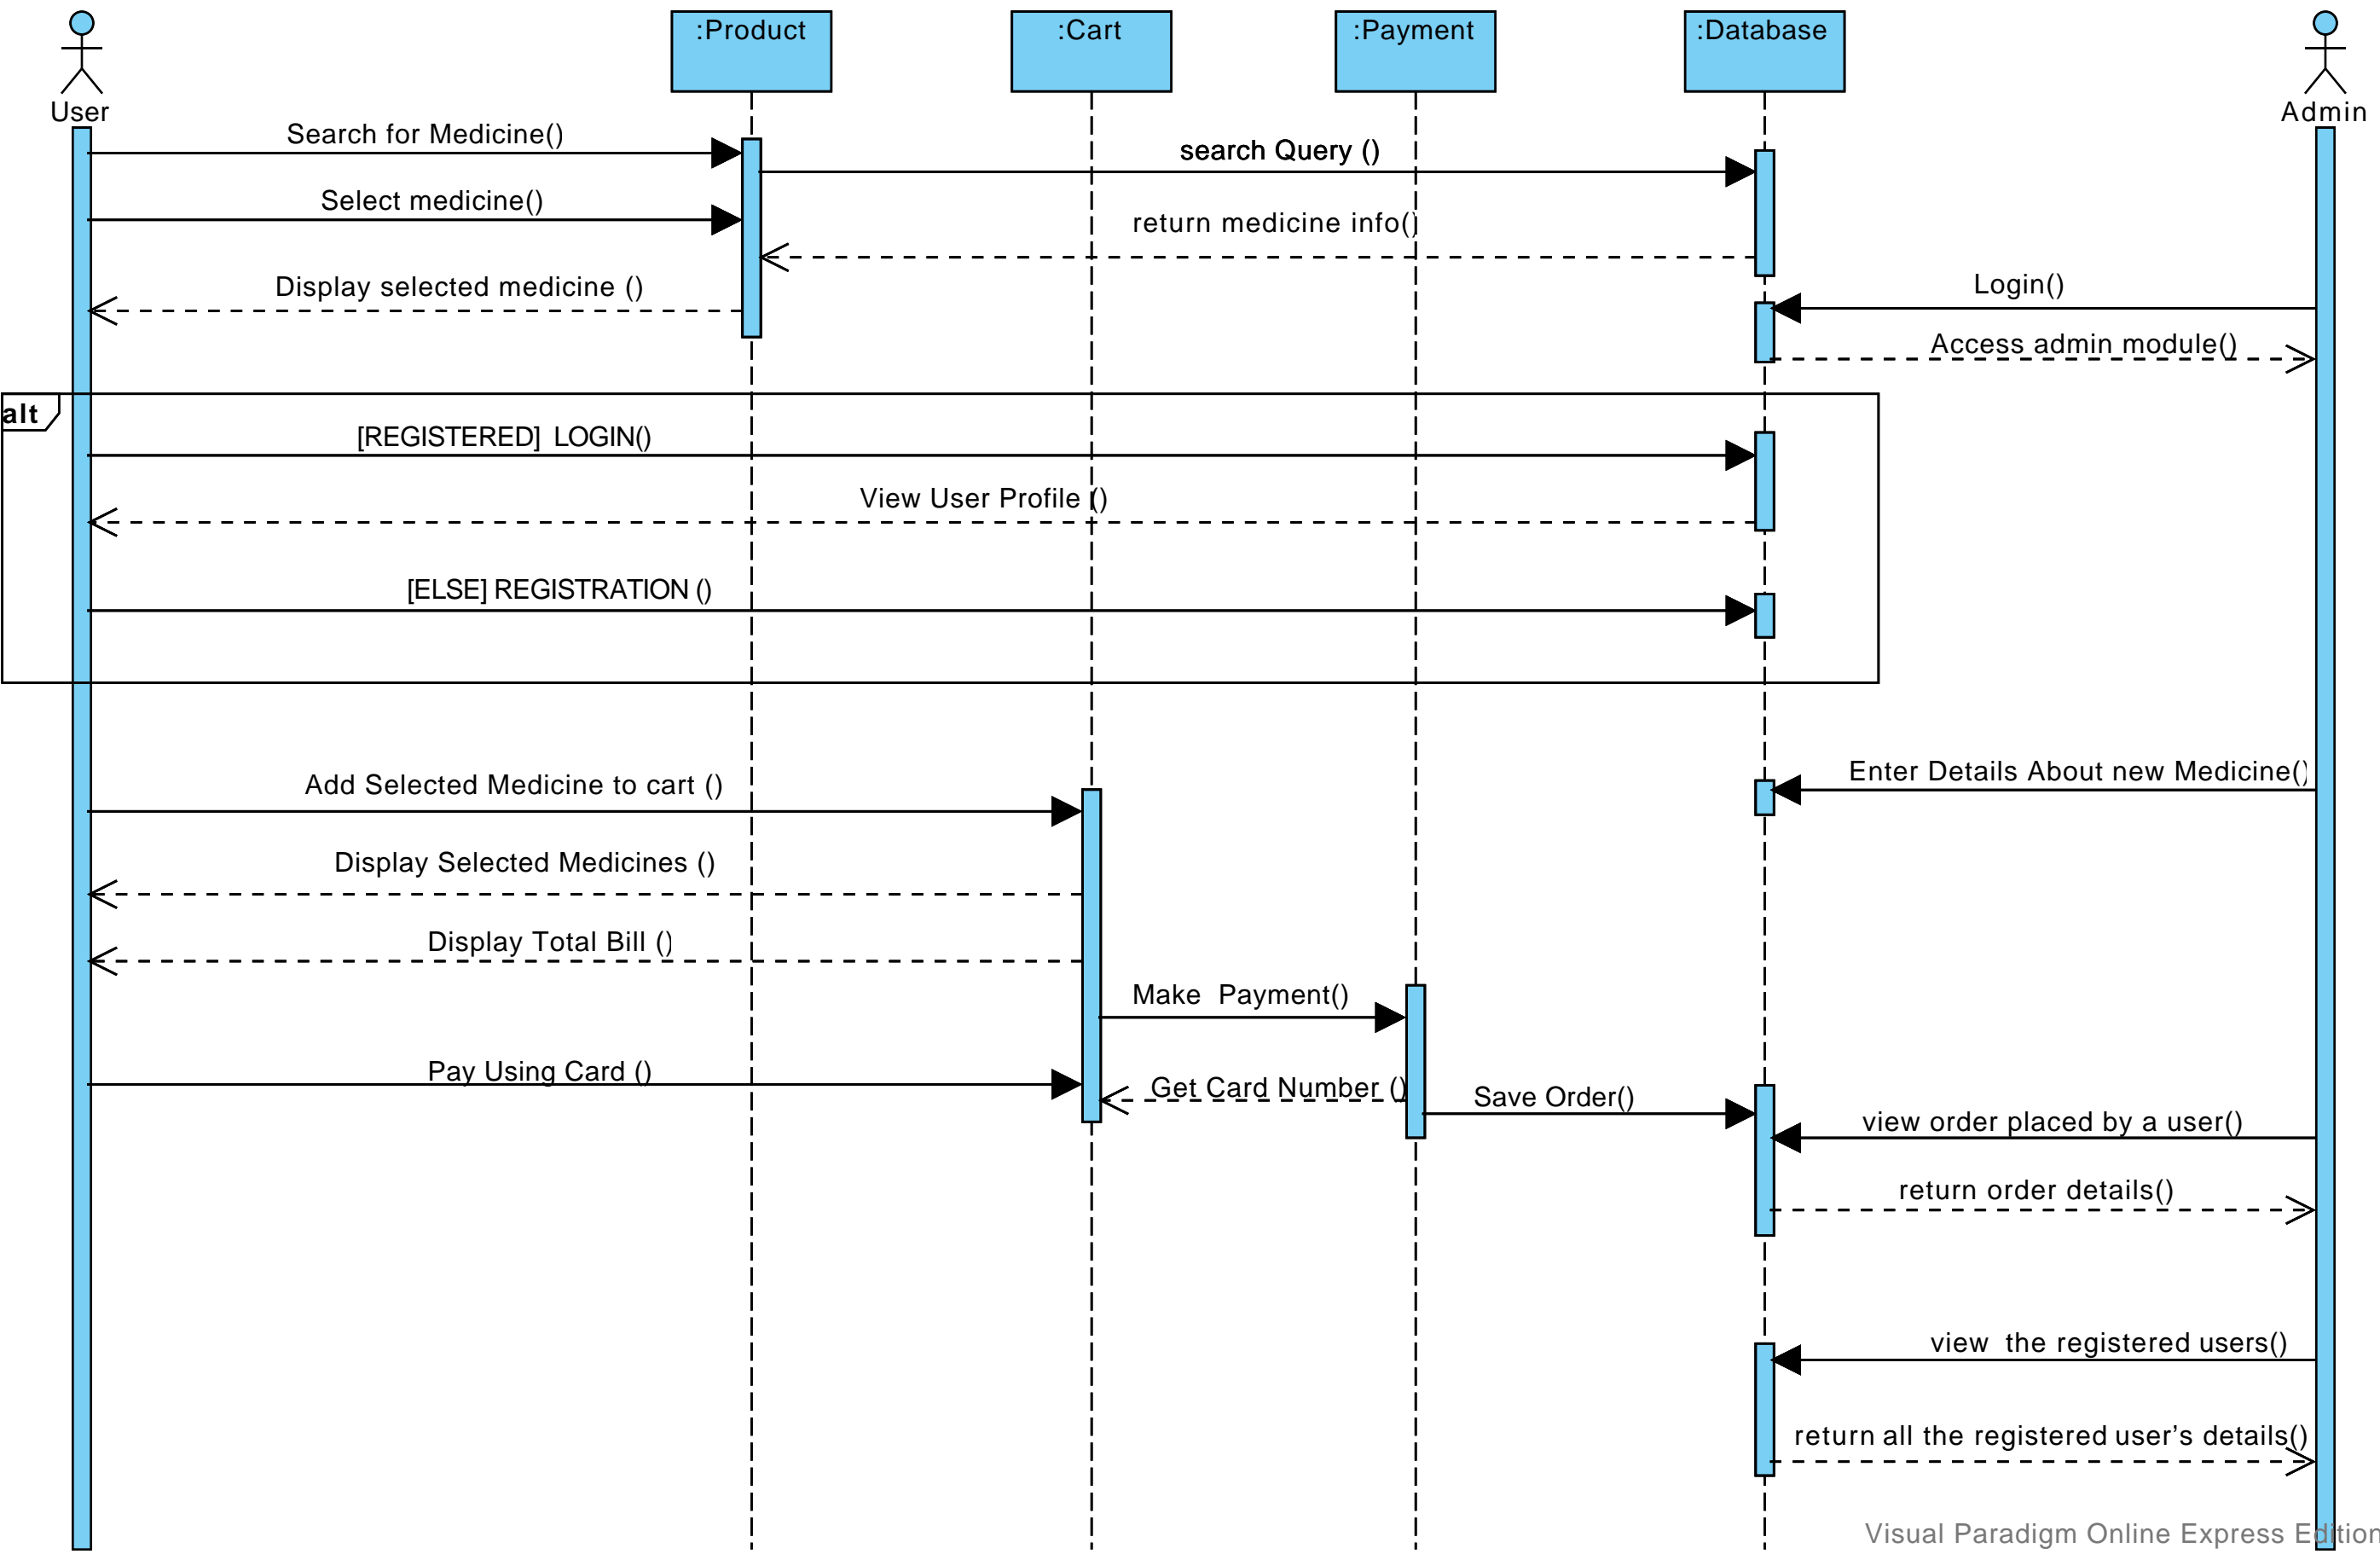 :Product
:Cart
:Payment
:Database
User
Admin
Search for Medicine()
search Query ()
Select medicine()
return medicine info()
Display selected medicine ()
Login()
Access admin module()
alt
[REGISTERED]  LOGIN()
View User Profile ()
[ELSE] REGISTRATION ()
Enter Details About new Medicine()
Add Selected Medicine to cart ()
Display Selected Medicines ()
Display Total Bill ()
Make  Payment()
Pay Using Card ()
Get Card Number ()
Save Order()
view order placed by a user()
return order details()
view  the registered users()
return all the registered user’s details()
Visual Paradigm Online Express Edition